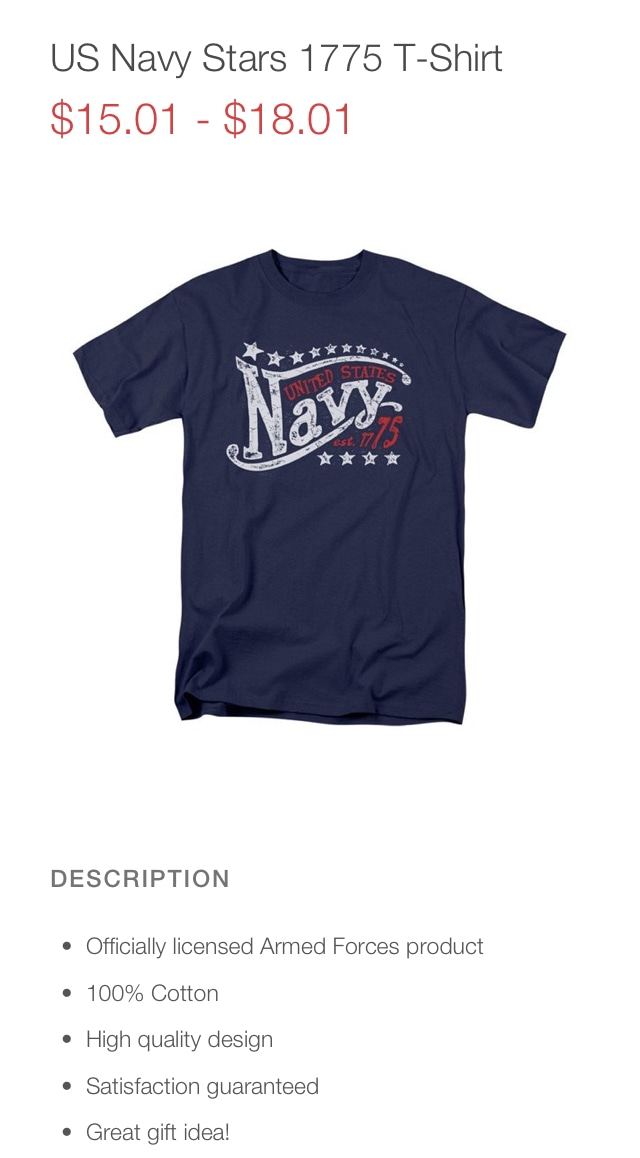 US Navy Stars 1775 T-Shirt
$15.01 - $18.01
UNITED STATES
Navy
est. 1775
DESCRIPTION
• Officially licensed Armed Forces product
• 100% Cotton
• High quality design
• Satisfaction guaranteed
• Great gift idea!